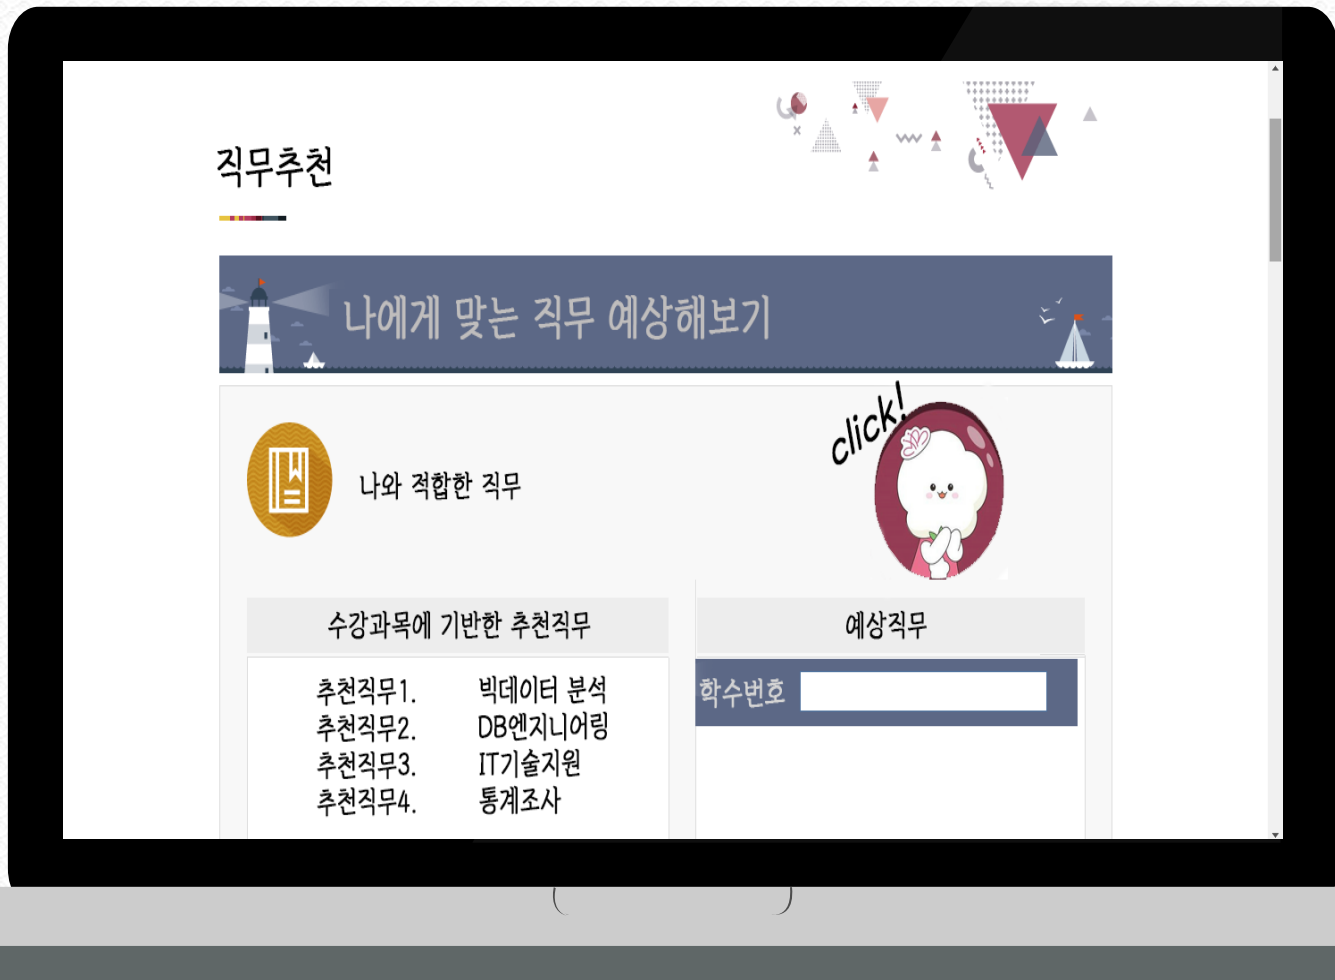 직무추천
나에게 맞는 직무 예상해보기
click!
나와 적합한 직무
수강과목에 기반한 추천직무
추천직무1. 빅데이터 분석
추천직무2. DB엔지니어링
추천직무3. IT기술지원
추천직무4. 통계조사
예상직무
학수번호